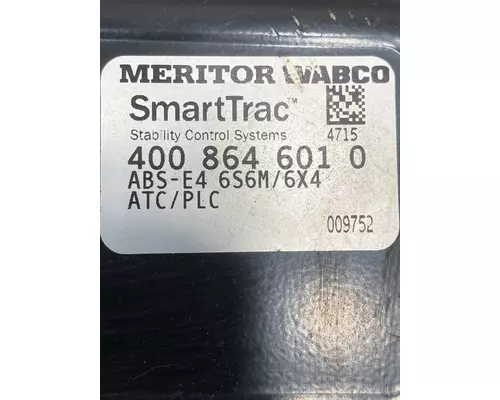 MERITOR WABCO
SmartTrac™
Stability Control Systems 4715
400 864 601 0
ABS-E4 6S6M/6X4
ATC/PLC
009752